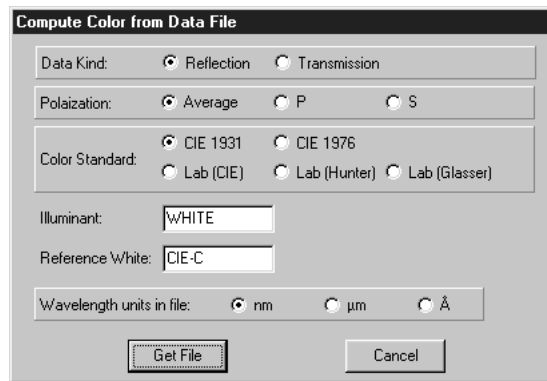 Compute Color from Data File
Data Kind: Reflection Transmission
Polaization: Average P S
Color Standard: CIE 1931 CIE 1976
Lab (CIE) Lab (Hunter) Lab (Glasser)
Illuminant: WHITE
Reference White: CIE-C
Wavelength units in file: nm µm Å
Get File Cancel